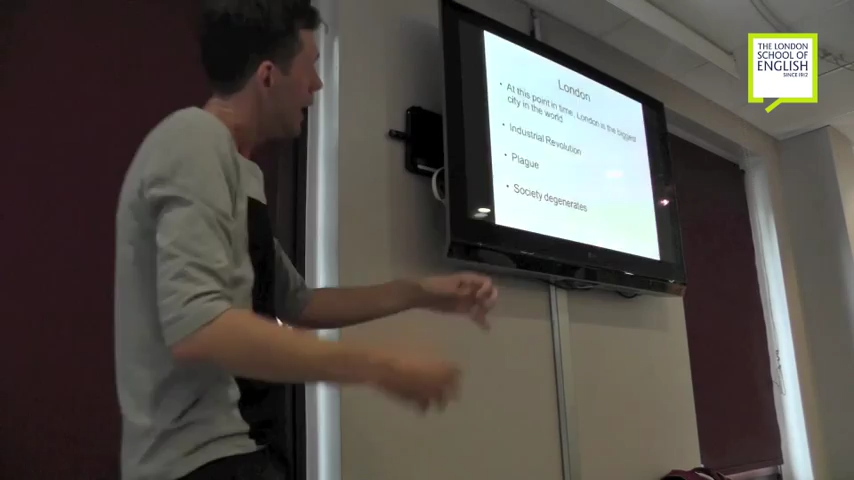 THE LONDON
SCHOOL OF
ENGLISH
SINCE 1912
London
• At this point in time, London is the biggest
city in the world
• Industrial Revolution
• Plague
• Society degenerates
LG